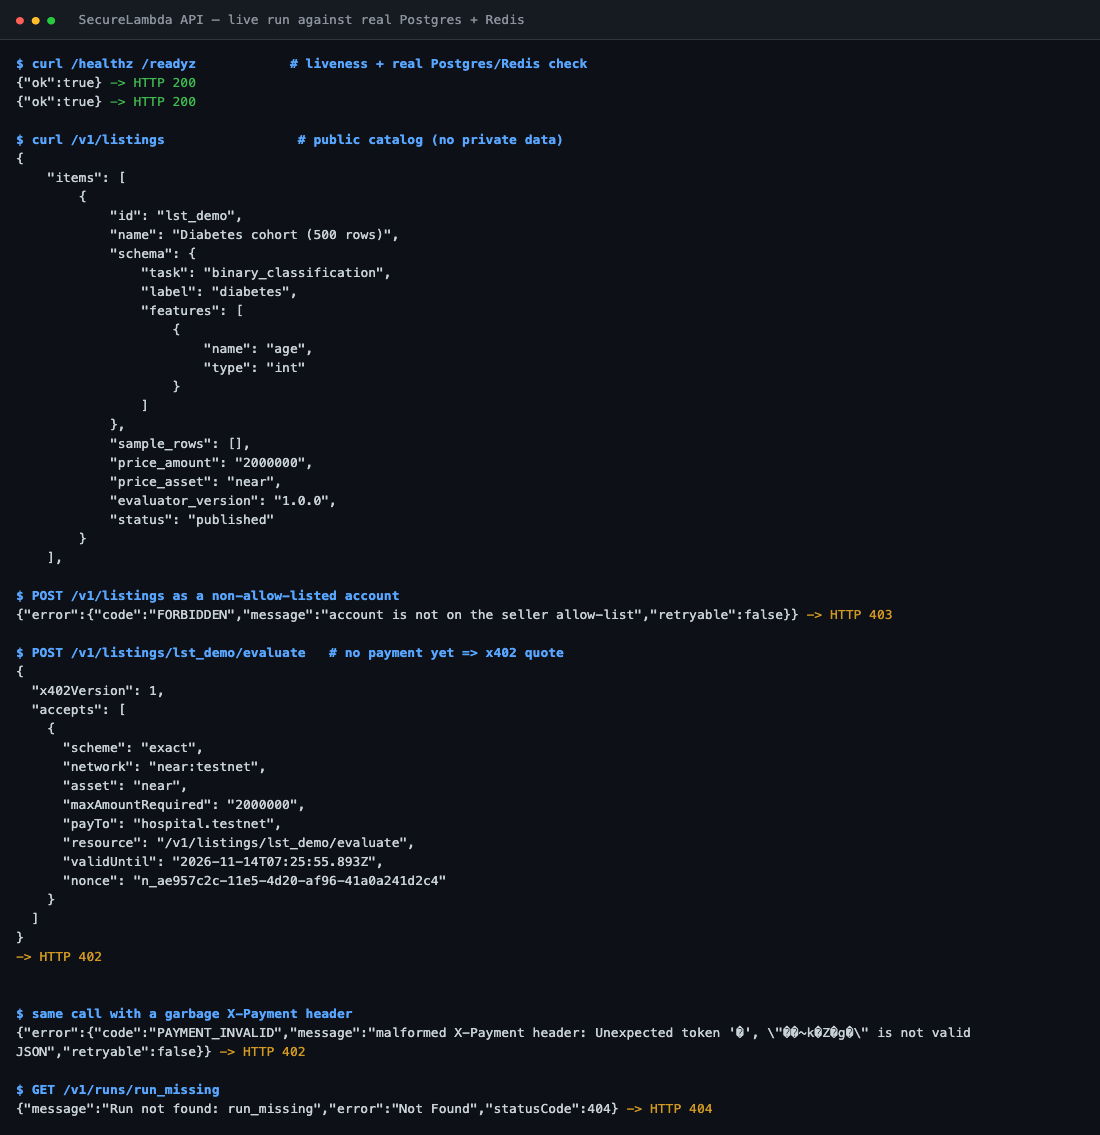 SecureLambda API — live run against real Postgres + Redis
$ curl /healthz /readyz            # liveness + real Postgres/Redis check
{"ok":true} —> HTTP 200
{"ok":true} —> HTTP 200
$ curl /v1/listings                 # public catalog (no private data)
{
    "items": [
        {
            "id": "lst_demo",
            "name": "Diabetes cohort (500 rows)",
            "schema": {
                "task": "binary_classification",
                "label": "diabetes",
                "features": [
                    {
                        "name": "age",
                        "type": "int"
                    }
                ]
            },
            "sample_rows": [],
            "price_amount": "2000000",
            "price_asset": "near",
            "evaluator_version": "1.0.0",
            "status": "published"
        }
    ],
$ POST /v1/listings as a non-allow-listed account
{"error":{"code":"FORBIDDEN","message":"account is not on the seller allow-list","retryable":false}} —> HTTP 403
$ POST /v1/listings/lst_demo/evaluate   # no payment yet => x402 quote
{
  "x402Version": 1,
  "accepts": [
    {
      "scheme": "exact",
      "network": "near:testnet",
      "asset": "near",
      "maxAmountRequired": "2000000",
      "payTo": "hospital.testnet",
      "resource": "/v1/listings/lst_demo/evaluate",
      "validUntil": "2026-11-14T07:25:55.893Z",
      "nonce": "n_ae957c2c-11e5-4d20-af96-41a0a241d2c4"
    }
  ]
}
—> HTTP 402
$ same call with a garbage X-Payment header
{"error":{"code":"PAYMENT_INVALID","message":"malformed X-Payment header: Unexpected token '�', \"��~k�Z�g�\" is not valid
JSON","retryable":false}} —> HTTP 402
$ GET /v1/runs/run_missing
{"message":"Run not found: run_missing","error":"Not Found","statusCode":404} —> HTTP 404